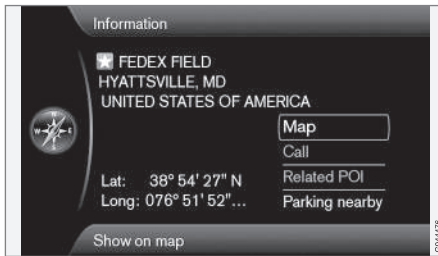 Information
FEDEX FIELD
HYATTSVILLE, MD
UNITED STATES OF AMERICA
Map
Call
Related POI
Parking nearby
Lat: 38° 54' 27" N
Long: 076° 51' 52"...
Show on map
N
W
E